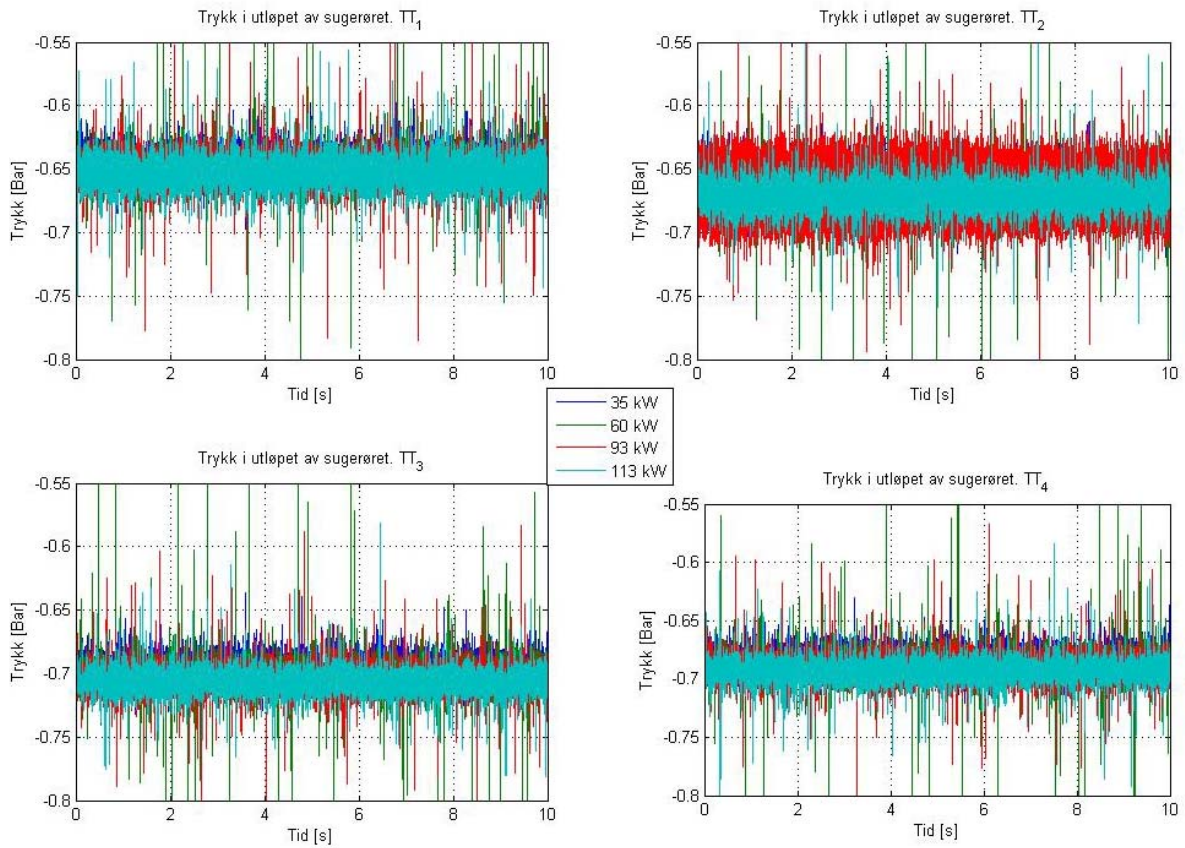 Trykk i utløpet av sugerøret. TT1
-0.55
-0.6
-0.65
-0.7
-0.75
-0.8
Trykk [Bar]
0 2 4 6 8 10
Tid [s]
Trykk i utløpet av sugerøret. TT2
-0.55
-0.6
-0.65
-0.7
-0.75
-0.8
Trykk [Bar]
0 2 4 6 8 10
Tid [s]
35 kW
60 kW
93 kW
113 kW
Trykk i utløpet av sugerøret. TT3
-0.55
-0.6
-0.65
-0.7
-0.75
-0.8
Trykk [Bar]
0 2 4 6 8 10
Tid [s]
Trykk i utløpet av sugerøret. TT4
-0.55
-0.6
-0.65
-0.7
-0.75
-0.8
Trykk [Bar]
0 2 4 6 8 10
Tid [s]